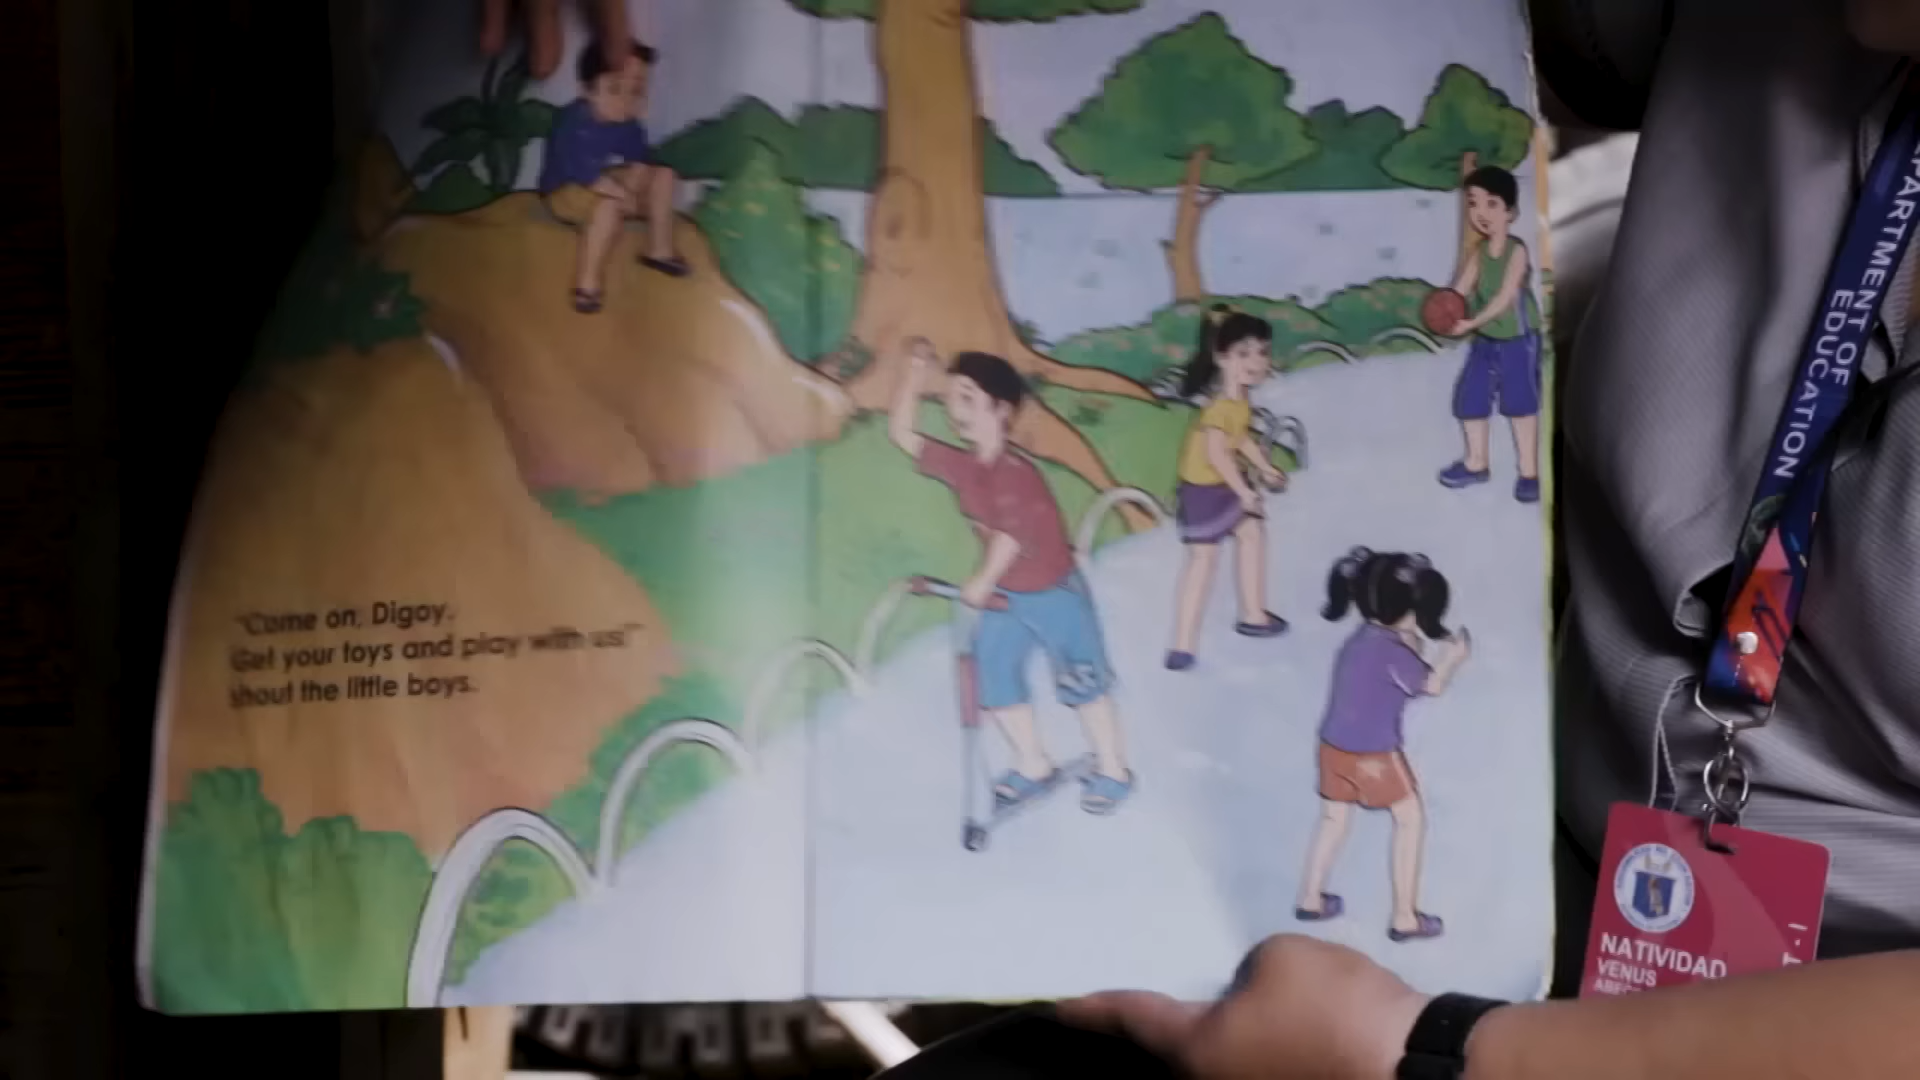 "Come on, Digoy.
Get your toys and play with us!"
shout the little boys.
DEPARTMENT OF
EDUCATION
NATIVIDAD
VENUS
T-I